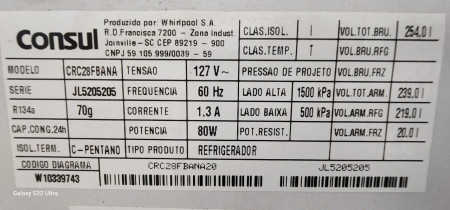 Consul
Produzido por: Whirlpool S.A
R.D.Francisca 7200 - Zona Indust.
Joinville-SC CEP 89219 - 900
CNPJ 59.105.999/0039 - 59
CLAS.ISOL. I VOL.TOT.BRU. 254.0 l
CLAS.TEMP. T VOL.BRU.RFG
MODELO CRC28FBANA TENSAO 127 V~ PRESSAO DE PROJETO VOL.BRU.FRZ
SERIE JL5205205 FREQUENCIA 60 Hz LADO ALTA 1500 kPa VOL.TOT.ARM. 239.0 l
R134a 70g CORRENTE 1.3 A LADO BAIXA 500 kPa VOL.ARM.RFG 219.0 l
CAP.CONG.24h POTENCIA 80W POT.RESIST. VOL.ARM.FRZ 20.0 l
ISOL.TERM. C-PENTANO TIPO PRODUTO REFRIGERADOR
CODIGO DIAGRAMA CRC28FBANA20 JL5205205
W10339743
Galaxy S22 Ultra